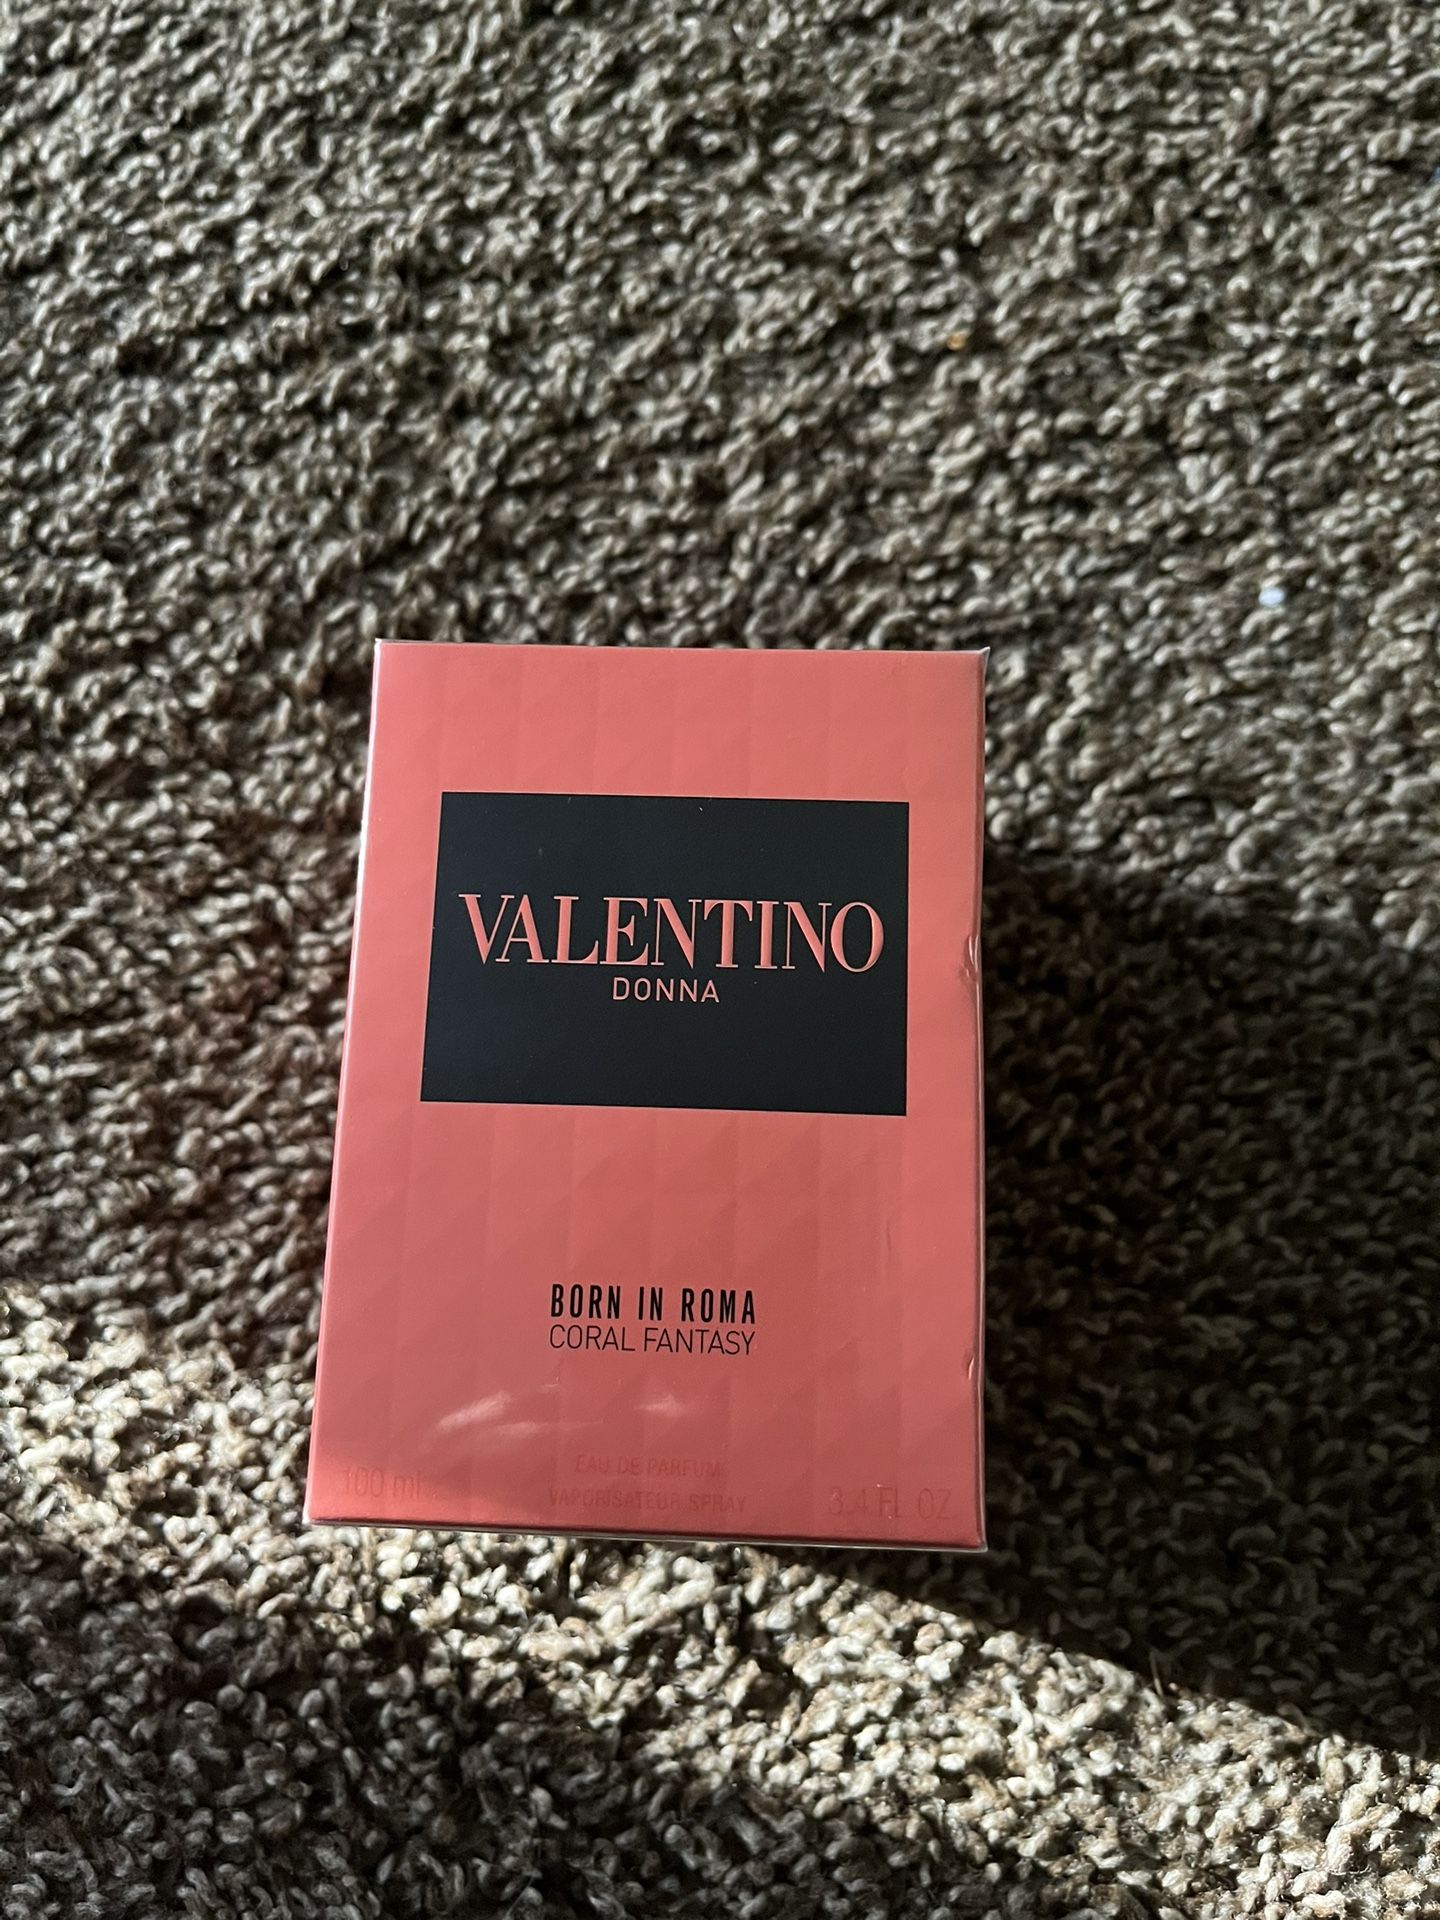 VALENTINO
DONNA
BORN IN ROMA
CORAL FANTASY
EAU DE PARFUM
100 ml
VAPORISATEUR SPRAY
3.4 FL OZ